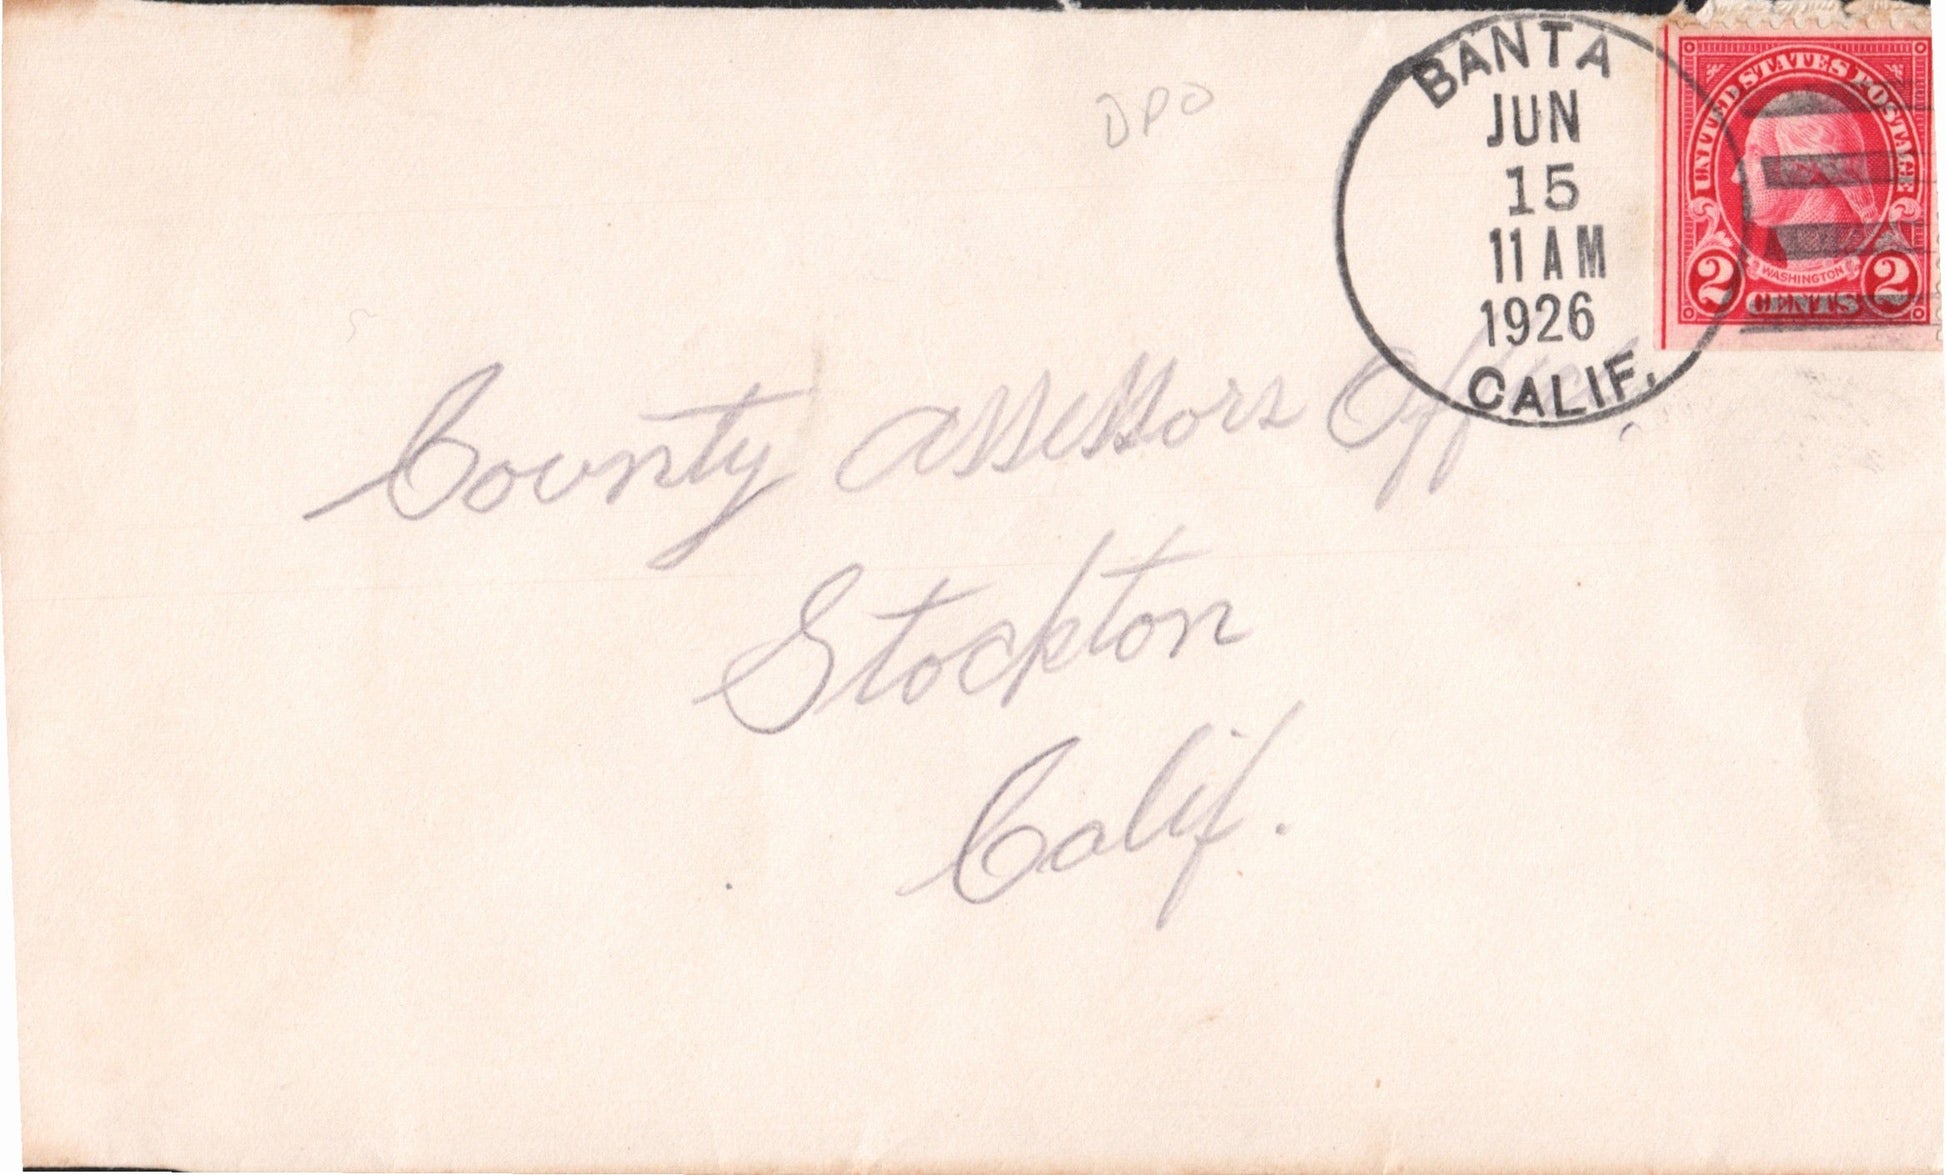 DPO
BANTA
JUN
15
11 AM
1926
CALIF.
UNITED STATES POSTAGE
WASHINGTON
2 CENTS 2
County Assessors Office
Stockton
Calif.